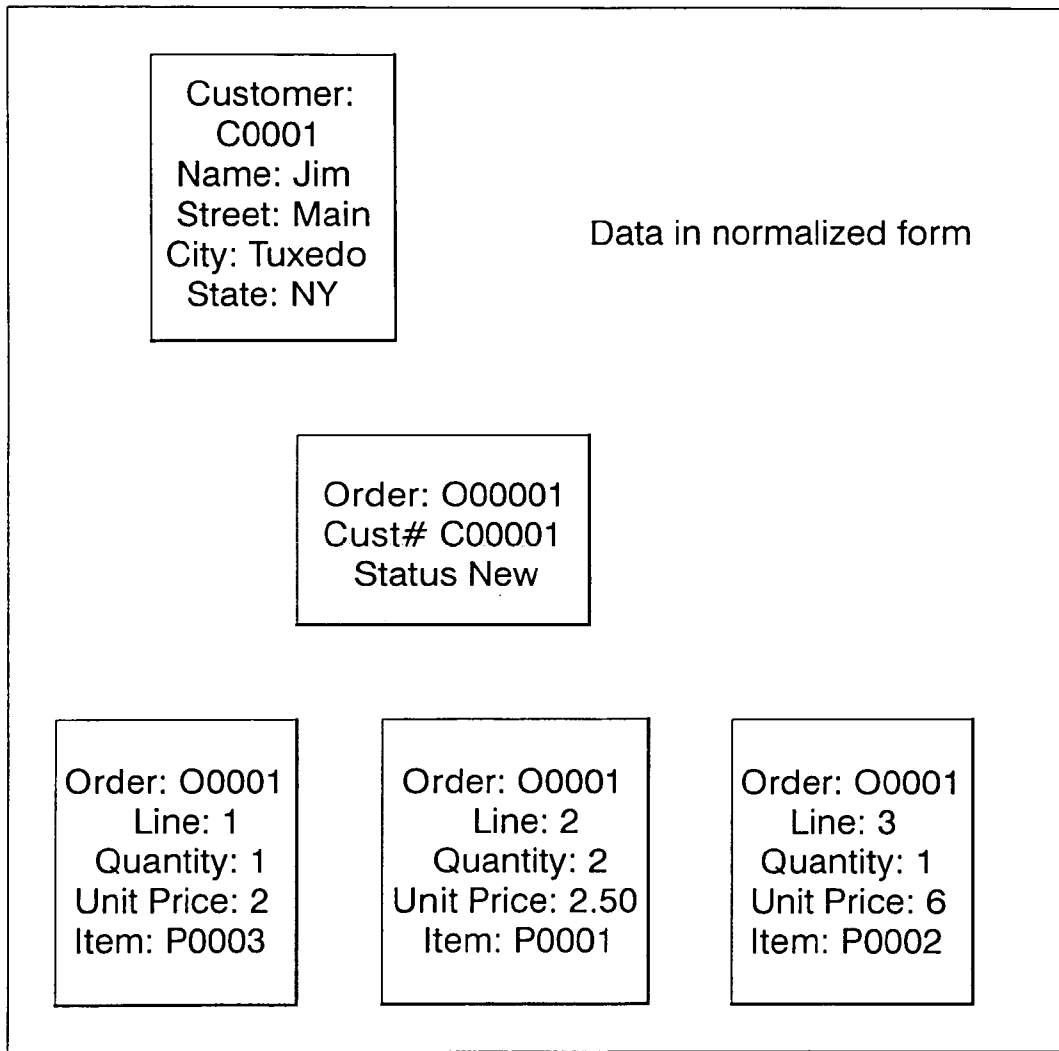 Customer:
C0001
Name: Jim
Street: Main
City: Tuxedo
State: NY
Data in normalized form
Order: O00001
Cust# C00001
Status New
Order: O0001
Line: 1
Quantity: 1
Unit Price: 2
Item: P0003
Order: O0001
Line: 2
Quantity: 2
Unit Price: 2.50
Item: P0001
Order: O0001
Line: 3
Quantity: 1
Unit Price: 6
Item: P0002